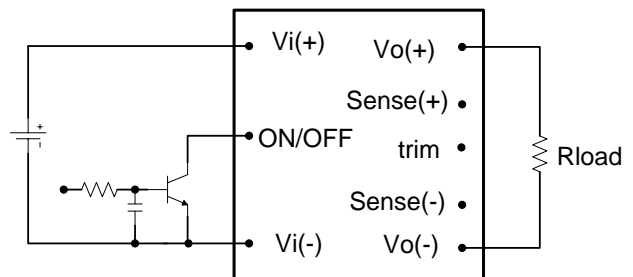 Vi(+)
Vo(+)
Sense(+)
ON/OFF
trim
Rload
Sense(-)
Vi(-)
Vo(-)
+
-